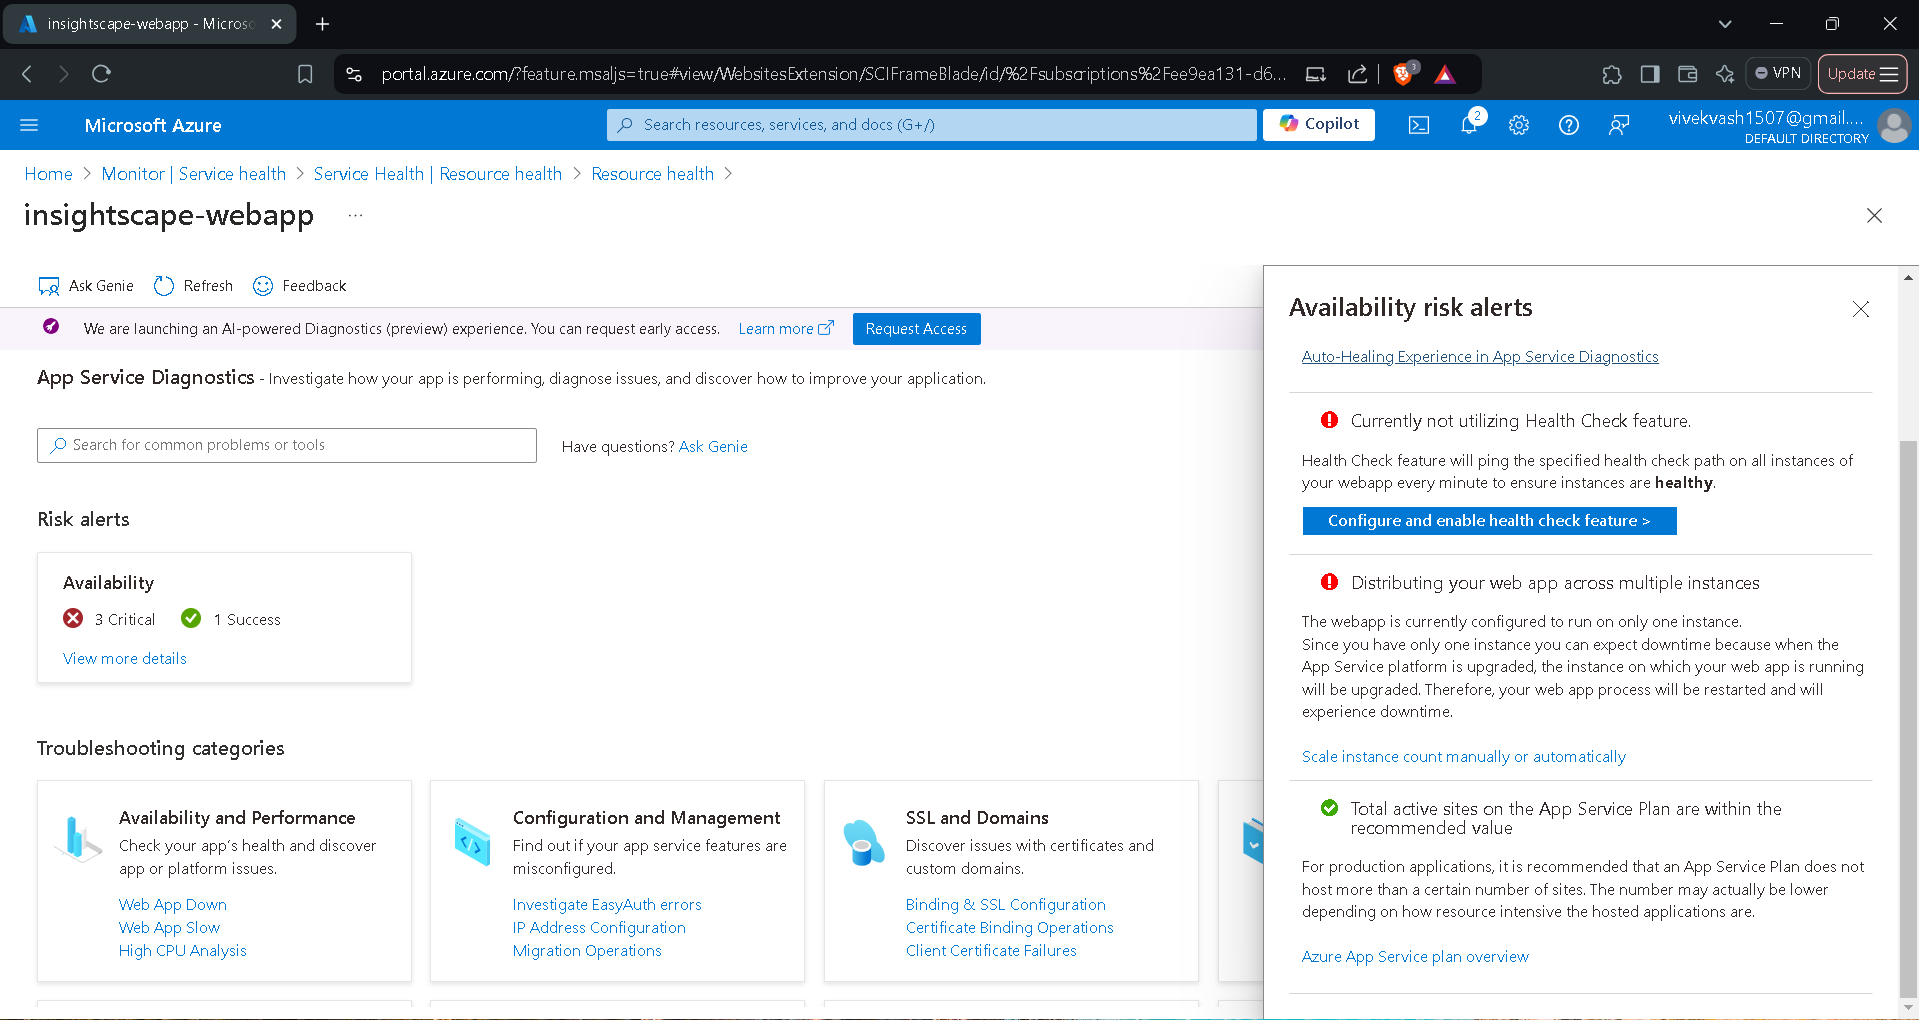 insightscape-webapp - Micros
portal.azure.com/?feature.msaljs=true#view/WebsitesExtension/SCIFrameBlade/id/%2Fsubscriptions%2Fee9ea131-d6...
3
VPN
Update
Microsoft Azure
Search resources, services, and docs (G+/)
Copilot
2
vivekvash1507@gmail....
DEFAULT DIRECTORY
Home > Monitor | Service health > Service Health | Resource health > Resource health >
insightscape-webapp ...
Ask Genie
Refresh
Feedback
We are launching an AI-powered Diagnostics (preview) experience. You can request early access. Learn more
Request Access
App Service Diagnostics - Investigate how your app is performing, diagnose issues, and discover how to improve your application.
Search for common problems or tools
Have questions? Ask Genie
Risk alerts
Availability
3 Critical
1 Success
View more details
Troubleshooting categories
Availability and Performance
Check your app's health and discover
app or platform issues.
Web App Down
Web App Slow
High CPU Analysis
Configuration and Management
Find out if your app service features are
misconfigured.
Investigate EasyAuth errors
IP Address Configuration
Migration Operations
SSL and Domains
Discover issues with certificates and
custom domains.
Binding & SSL Configuration
Certificate Binding Operations
Client Certificate Failures
Availability risk alerts
Auto-Healing Experience in App Service Diagnostics
Currently not utilizing Health Check feature.
Health Check feature will ping the specified health check path on all instances of
your webapp every minute to ensure instances are healthy.
Configure and enable health check feature >
Distributing your web app across multiple instances
The webapp is currently configured to run on only one instance.
Since you have only one instance you can expect downtime because when the
App Service platform is upgraded, the instance on which your web app is running
will be upgraded. Therefore, your web app process will be restarted and will
experience downtime.
Scale instance count manually or automatically
Total active sites on the App Service Plan are within the
recommended value
For production applications, it is recommended that an App Service Plan does not
host more than a certain number of sites. The number may actually be lower
depending on how resource intensive the hosted applications are.
Azure App Service plan overview